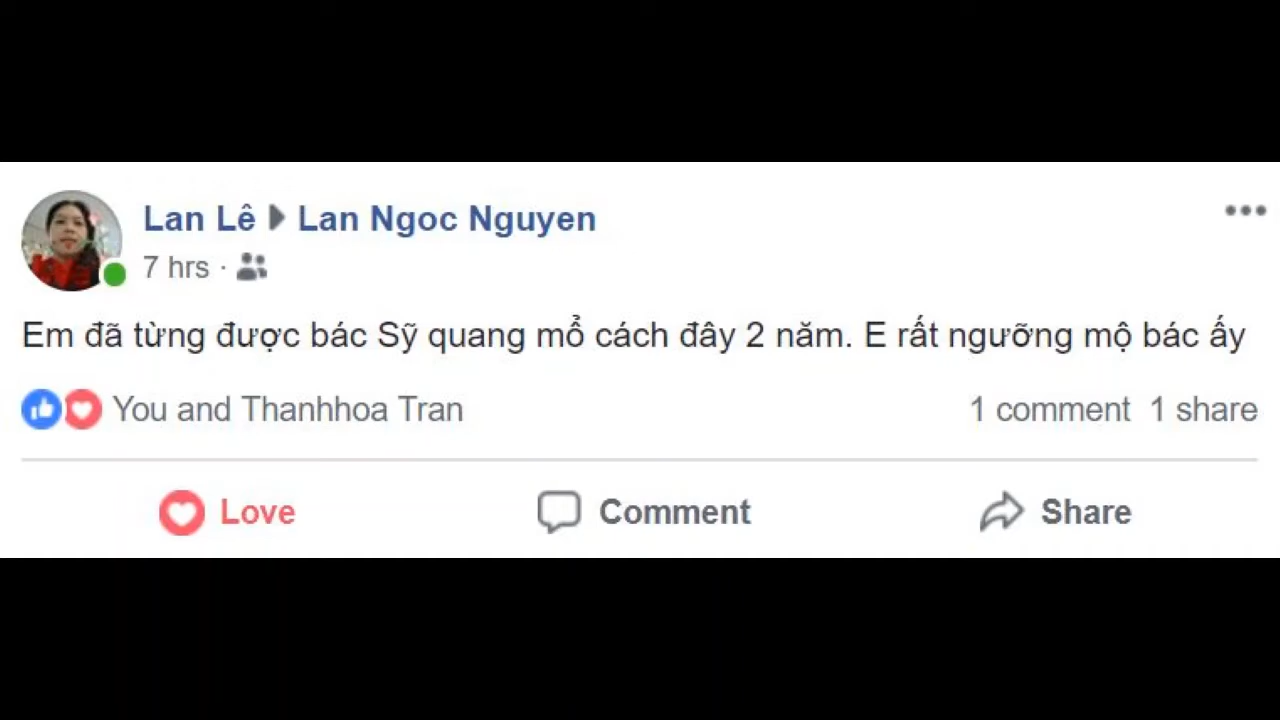 Lan Lê Lan Ngoc Nguyen
7 hrs ·
Em đã từng được bác Sỹ quang mổ cách đây 2 năm. E rất ngưỡng mộ bác ấy
You and Thanhhoa Tran 1 comment 1 share
Love Comment Share